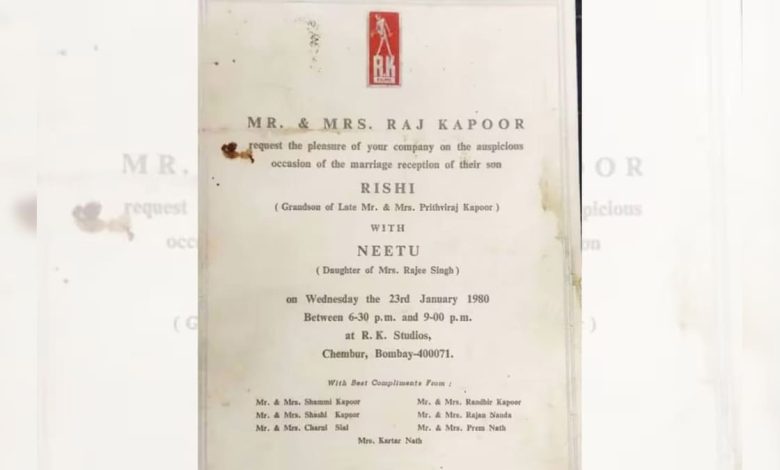 R.K
FILMS
MR. & MRS. RAJ KAPOOR
request the pleasure of your company on the auspicious
occasion of the marriage reception of their son
RISHI
( Grandson of Late Mr. & Mrs. Prithviraj Kapoor )
WITH
NEETU
( Daughter of Mrs. Rajee Singh )
on Wednesday the 23rd January 1980
Between 6-30 p.m. and 9-00 p.m.
at R. K. Studios,
Chembur, Bombay-400071.
With Best Compliments From :
Mr. & Mrs. Shammi Kapoor
Mr. & Mrs. Randhir Kapoor
Mr. & Mrs. Shashi Kapoor
Mr. & Mrs. Rajan Nanda
Mr. & Mrs. Charni Sial
Mr. & Mrs. Prem Nath
Mrs. Kartar Nath